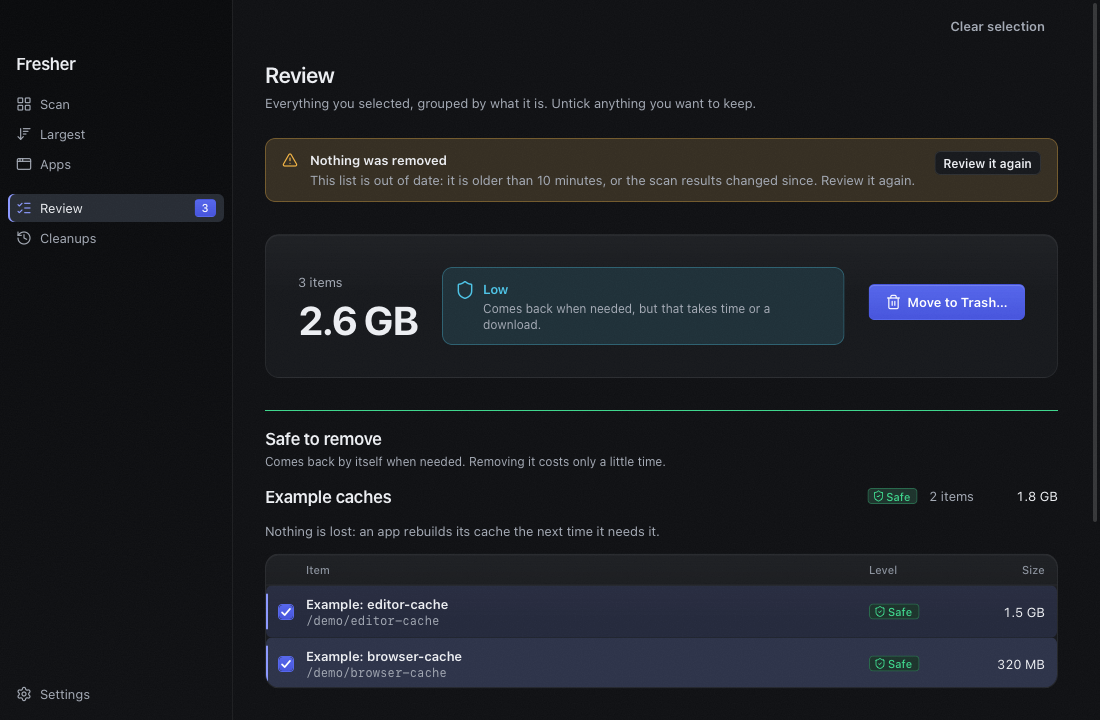 Clear selection
Fresher
Scan
Largest
Apps
Review 3
Cleanups
Settings
Review
Everything you selected, grouped by what it is. Untick anything you want to keep.
Nothing was removed
This list is out of date: it is older than 10 minutes, or the scan results changed since. Review it again.
Review it again
3 items
2.6 GB
Low
Comes back when needed, but that takes time or a
download.
Move to Trash...
Safe to remove
Comes back by itself when needed. Removing it costs only a little time.
Example caches Safe 2 items 1.8 GB
Nothing is lost: an app rebuilds its cache the next time it needs it.
Item Level Size
Example: editor-cache
/demo/editor-cache
Safe 1.5 GB
Example: browser-cache
/demo/browser-cache
Safe 320 MB